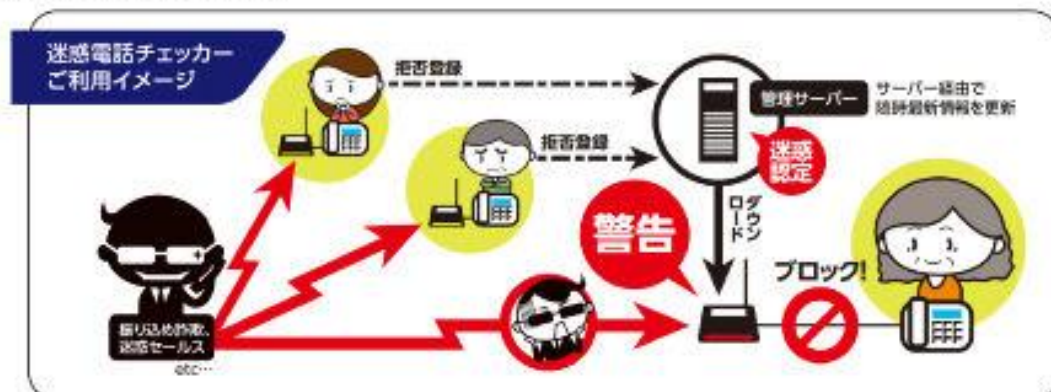 迷惑電話チェッカー
ご利用イメージ
拒否登録
管理サーバー
サーバー経由で
随時最新情報を更新
拒否登録
迷惑
認定
警告
ダウン
ロード
ブロック!
振り込め詐欺、
迷惑セールス
etc…